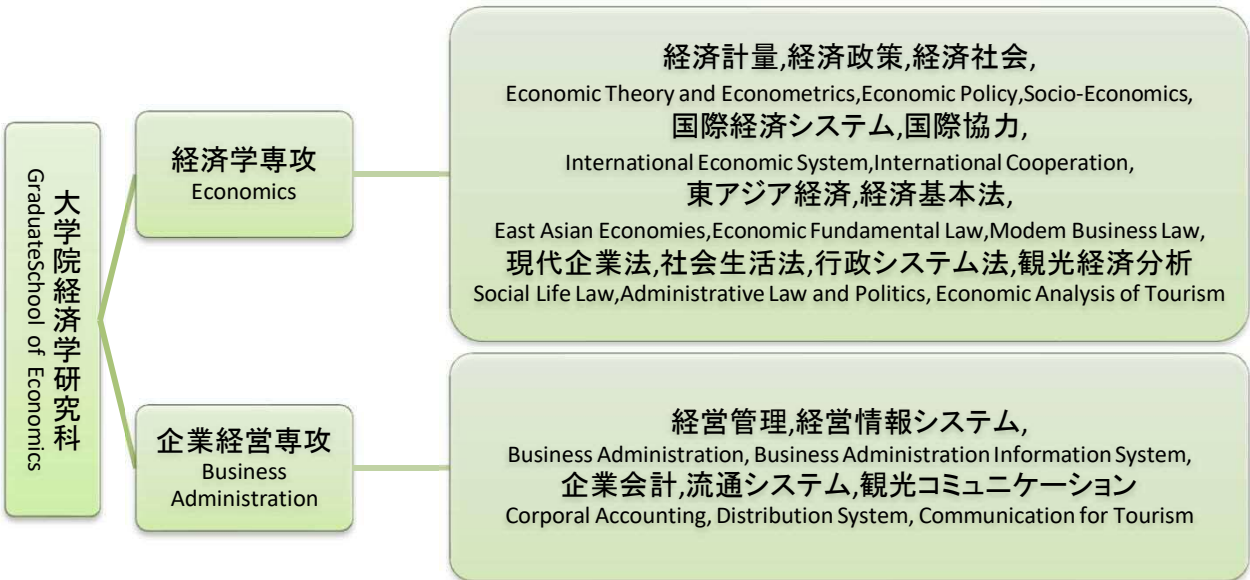 大学院経済学研究科
GraduateSchool of Economics
経済学専攻
Economics
経済計量,経済政策,経済社会,
Economic Theory and Econometrics,Economic Policy,Socio-Economics,
国際経済システム,国際協力,
International Economic System,International Cooperation,
東アジア経済,経済基本法,
East Asian Economies,Economic Fundamental Law,Modem Business Law,
現代企業法,社会生活法,行政システム法,観光経済分析
Social Life Law,Administrative Law and Politics, Economic Analysis of Tourism
企業経営専攻
Business
Administration
経営管理,経営情報システム,
Business Administration, Business Administration Information System,
企業会計,流通システム,観光コミュニケーション
Corporal Accounting, Distribution System, Communication for Tourism